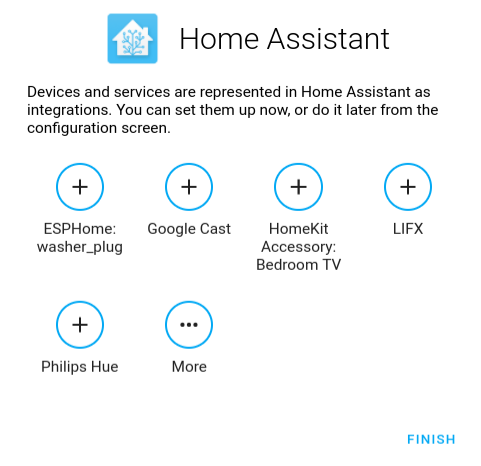 Home Assistant
Devices and services are represented in Home Assistant as
integrations. You can set them up now, or do it later from the
configuration screen.
ESPHome:
washer_plug
Google Cast
HomeKit
Accessory:
Bedroom TV
LIFX
Philips Hue
More
FINISH